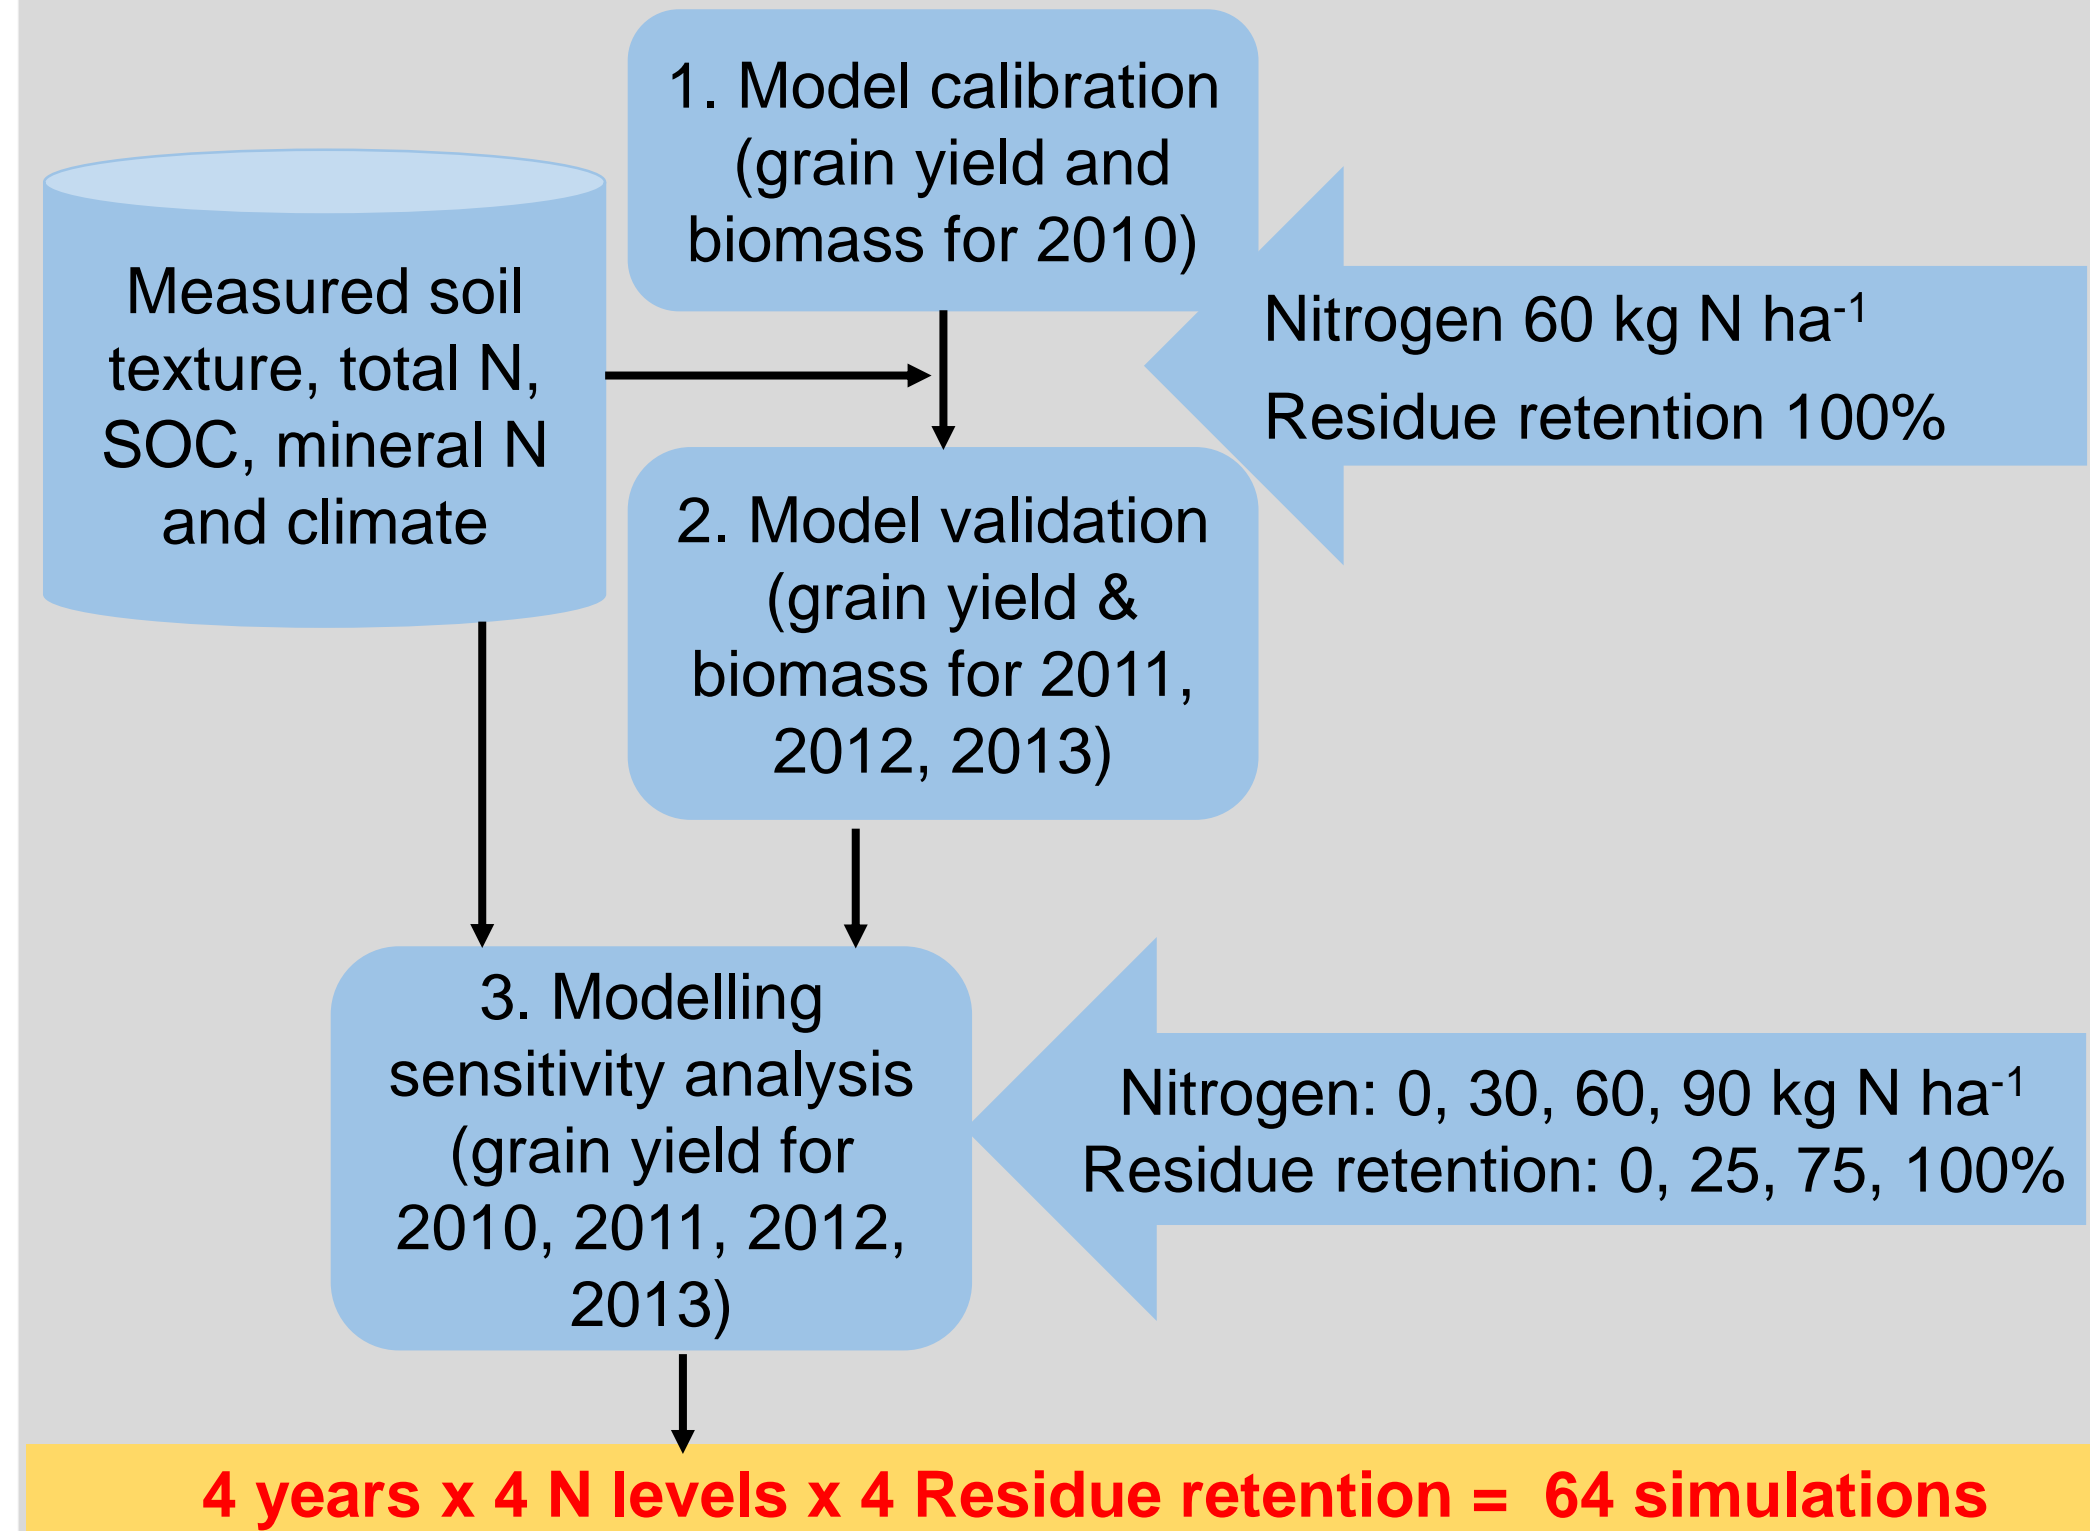 1. Model calibration
(grain yield and
biomass for 2010)
Measured soil
texture, total N,
SOC, mineral N
and climate
Nitrogen 60 kg N ha-1
Residue retention 100%
2. Model validation
(grain yield &
biomass for 2011,
2012, 2013)
3. Modelling
sensitivity analysis
(grain yield for
2010, 2011, 2012,
2013)
Nitrogen: 0, 30, 60, 90 kg N ha-1
Residue retention: 0, 25, 75, 100%
4 years x 4 N levels x 4 Residue retention = 64 simulations